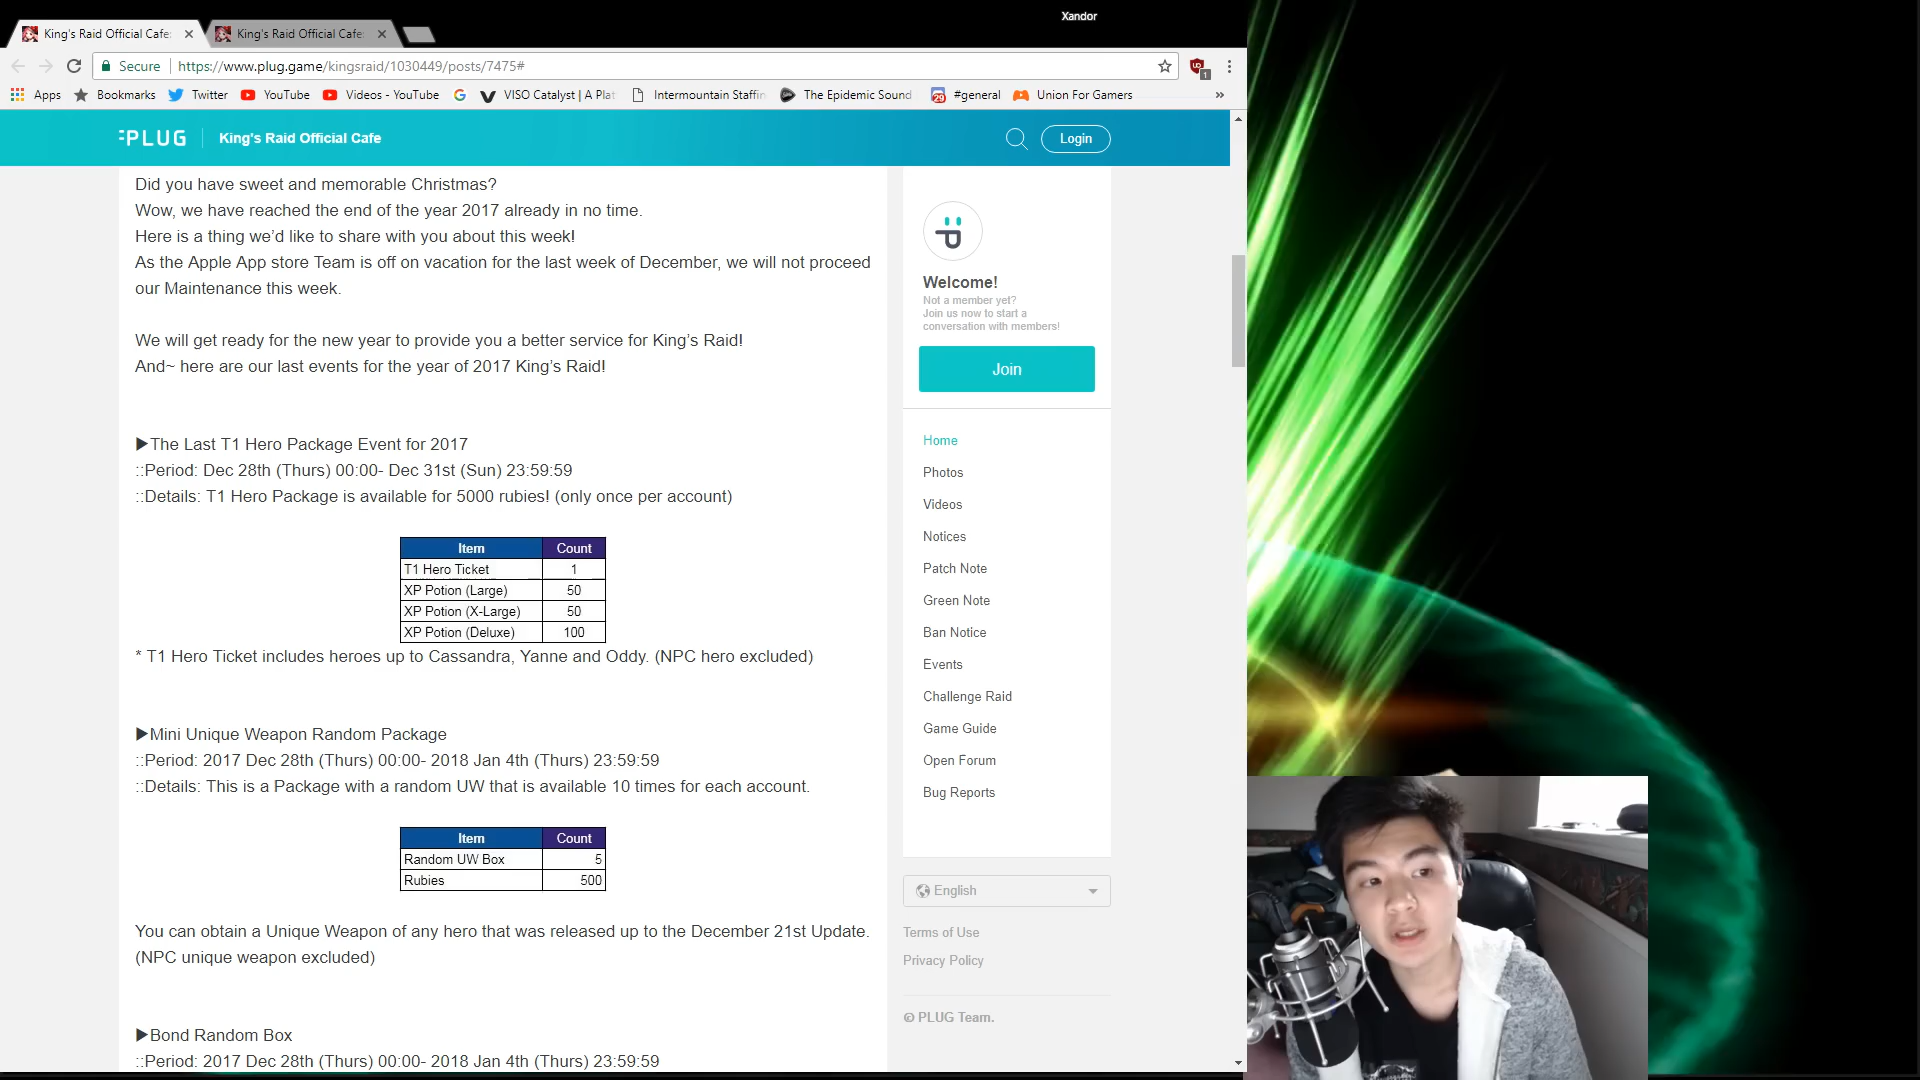 Xandor
King's Raid Official Cafe:
King's Raid Official Cafe:
Secure
https://www.plug.game/kingsraid/1030449/posts/7475#
1
Apps
Bookmarks
Twitter
YouTube
Videos - YouTube
VISO Catalyst | A Plat
Intermountain Staffin
The Epidemic Sound
29
#general
Union For Gamers
»
PLUG
King's Raid Official Cafe
Login
Did you have sweet and memorable Christmas?
Wow, we have reached the end of the year 2017 already in no time.
Here is a thing we’d like to share with you about this week!
As the Apple App store Team is off on vacation for the last week of December, we will not proceed
our Maintenance this week.
We will get ready for the new year to provide you a better service for King’s Raid!
And~ here are our last events for the year of 2017 King’s Raid!
▶The Last T1 Hero Package Event for 2017
::Period: Dec 28th (Thurs) 00:00- Dec 31st (Sun) 23:59:59
::Details: T1 Hero Package is available for 5000 rubies! (only once per account)
Item Count
T1 Hero Ticket 1
XP Potion (Large) 50
XP Potion (X-Large) 50
XP Potion (Deluxe) 100
* T1 Hero Ticket includes heroes up to Cassandra, Yanne and Oddy. (NPC hero excluded)
▶Mini Unique Weapon Random Package
::Period: 2017 Dec 28th (Thurs) 00:00- 2018 Jan 4th (Thurs) 23:59:59
::Details: This is a Package with a random UW that is available 10 times for each account.
Item Count
Random UW Box 5
Rubies 500
You can obtain a Unique Weapon of any hero that was released up to the December 21st Update.
(NPC unique weapon excluded)
▶Bond Random Box
::Period: 2017 Dec 28th (Thurs) 00:00- 2018 Jan 4th (Thurs) 23:59:59
Welcome!
Not a member yet?
Join us now to start a
conversation with members!
Join
Home
Photos
Videos
Notices
Patch Note
Green Note
Ban Notice
Events
Challenge Raid
Game Guide
Open Forum
Bug Reports
English
Terms of Use
Privacy Policy
© PLUG Team.